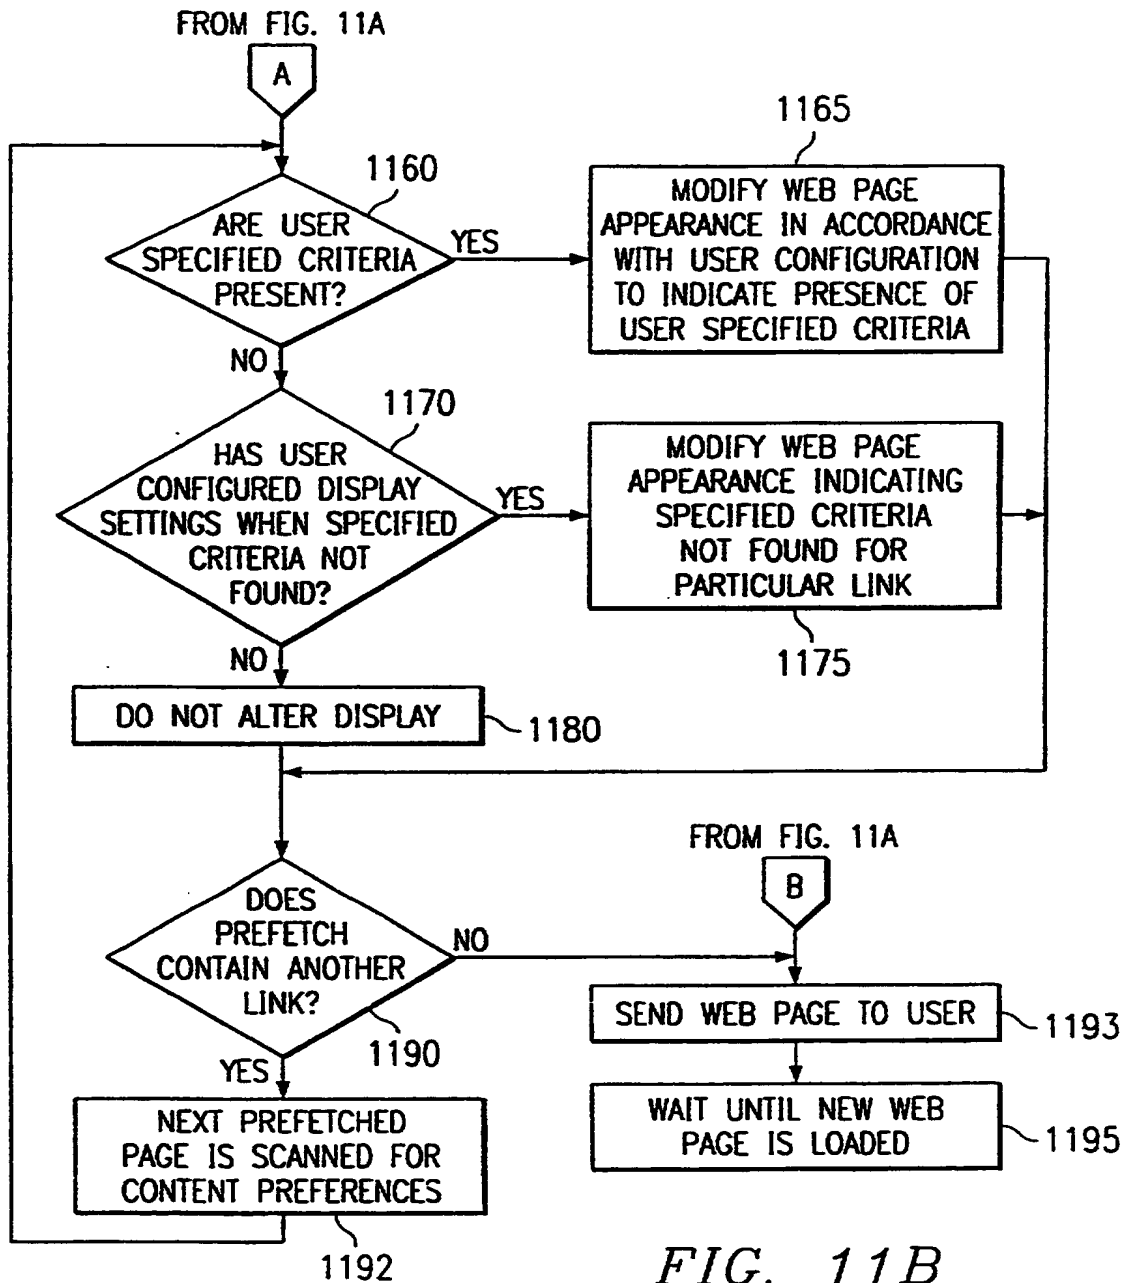 FROM FIG. 11A
A
1160
ARE USER
SPECIFIED CRITERIA
PRESENT?
YES
NO
1165
MODIFY WEB PAGE
APPEARANCE IN ACCORDANCE
WITH USER CONFIGURATION
TO INDICATE PRESENCE OF
USER SPECIFIED CRITERIA
1170
HAS USER
CONFIGURED DISPLAY
SETTINGS WHEN SPECIFIED
CRITERIA NOT
FOUND?
YES
NO
MODIFY WEB PAGE
APPEARANCE INDICATING
SPECIFIED CRITERIA
NOT FOUND FOR
PARTICULAR LINK
1175
DO NOT ALTER DISPLAY
1180
DOES
PREFETCH
CONTAIN ANOTHER
LINK?
NO
1190
YES
FROM FIG. 11A
B
SEND WEB PAGE TO USER
1193
WAIT UNTIL NEW WEB
PAGE IS LOADED
1195
NEXT PREFETCHED
PAGE IS SCANNED FOR
CONTENT PREFERENCES
1192
FIG. 11B